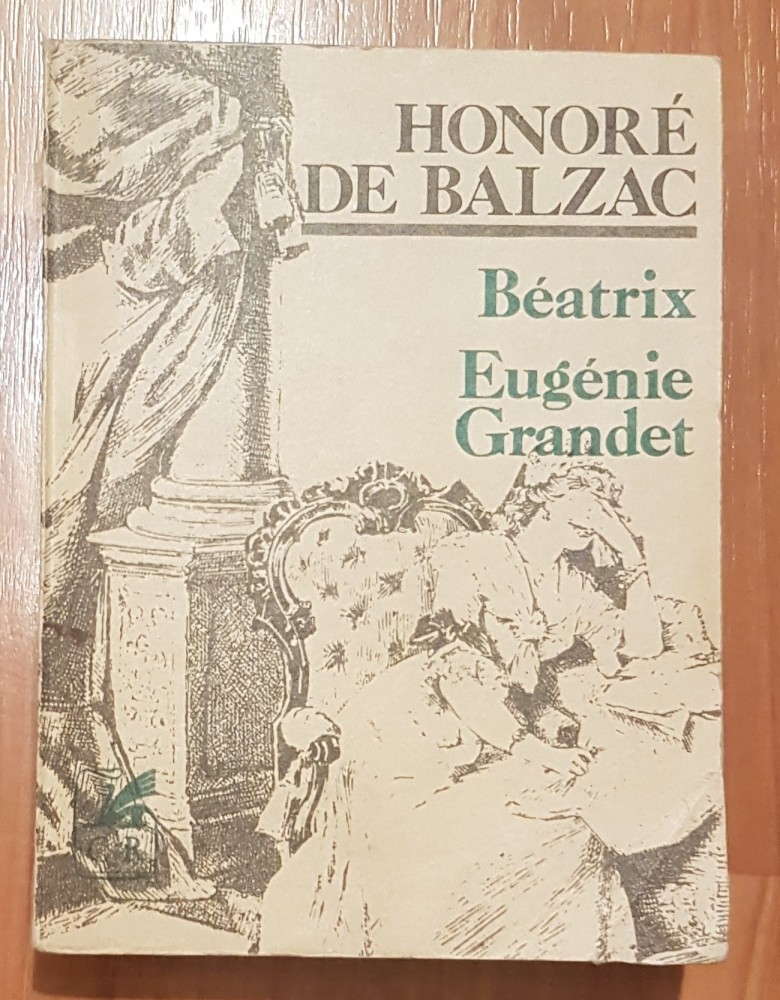 HONORÉ
DE BALZAC
Béatrix
Eugénie
Grandet
C R